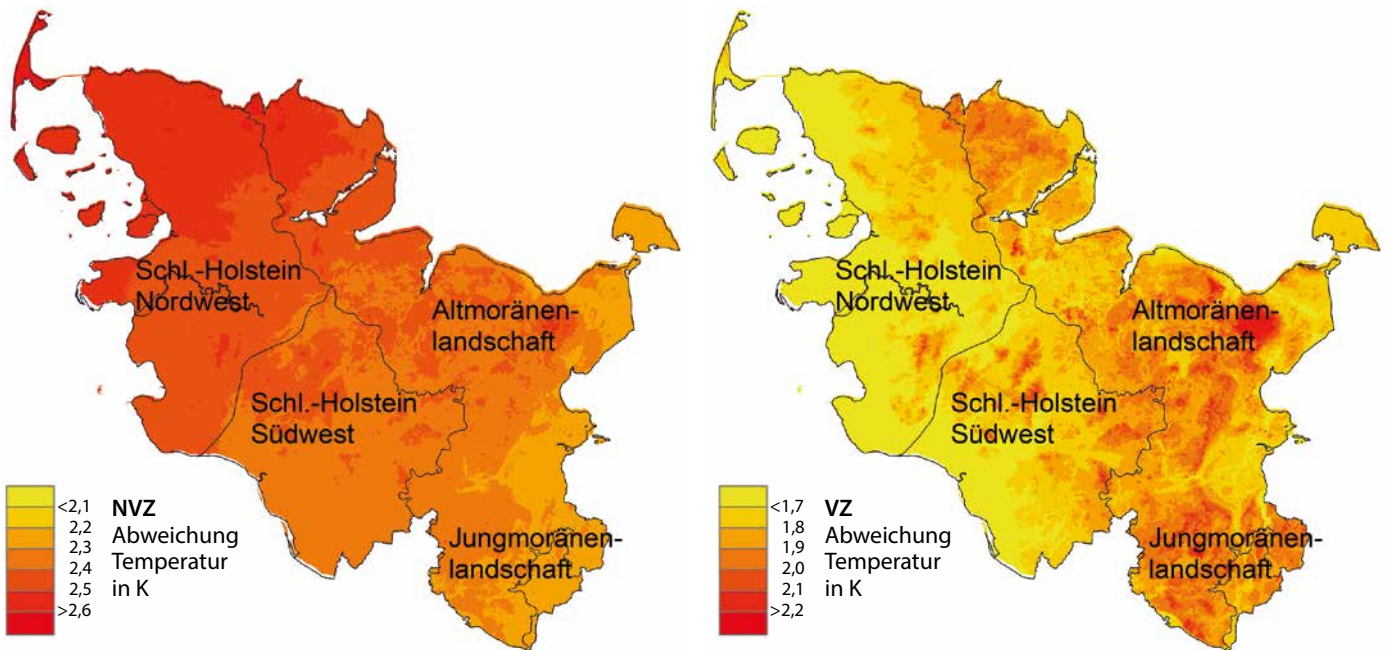 Schl.-Holstein
Nordwest
Altmoränen-
landschaft
Schl.-Holstein
Südwest
Jungmoränen-
landschaft
<2,1
2,2
2,3
2,4
2,5
>2,6
NVZ
Abweichung
Temperatur
in K
Schl.-Holstein
Nordwest
Altmoränen-
landschaft
Schl.-Holstein
Südwest
Jungmoränen-
landschaft
<1,7
1,8
1,9
2,0
2,1
>2,2
VZ
Abweichung
Temperatur
in K